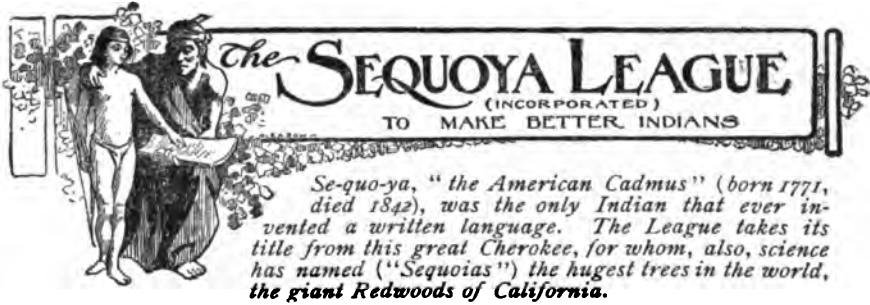 The SEQUOYA LEAGUE
(INCORPORATED)
TO MAKE BETTER INDIANS
Se-quo-ya, "the American Cadmus" (born 1771,
died 1842), was the only Indian that ever in-
vented a written language. The League takes its
title from this great Cherokee, for whom, also, science
has named ("Sequoias") the hugest trees in the world,
the giant Redwoods of California.